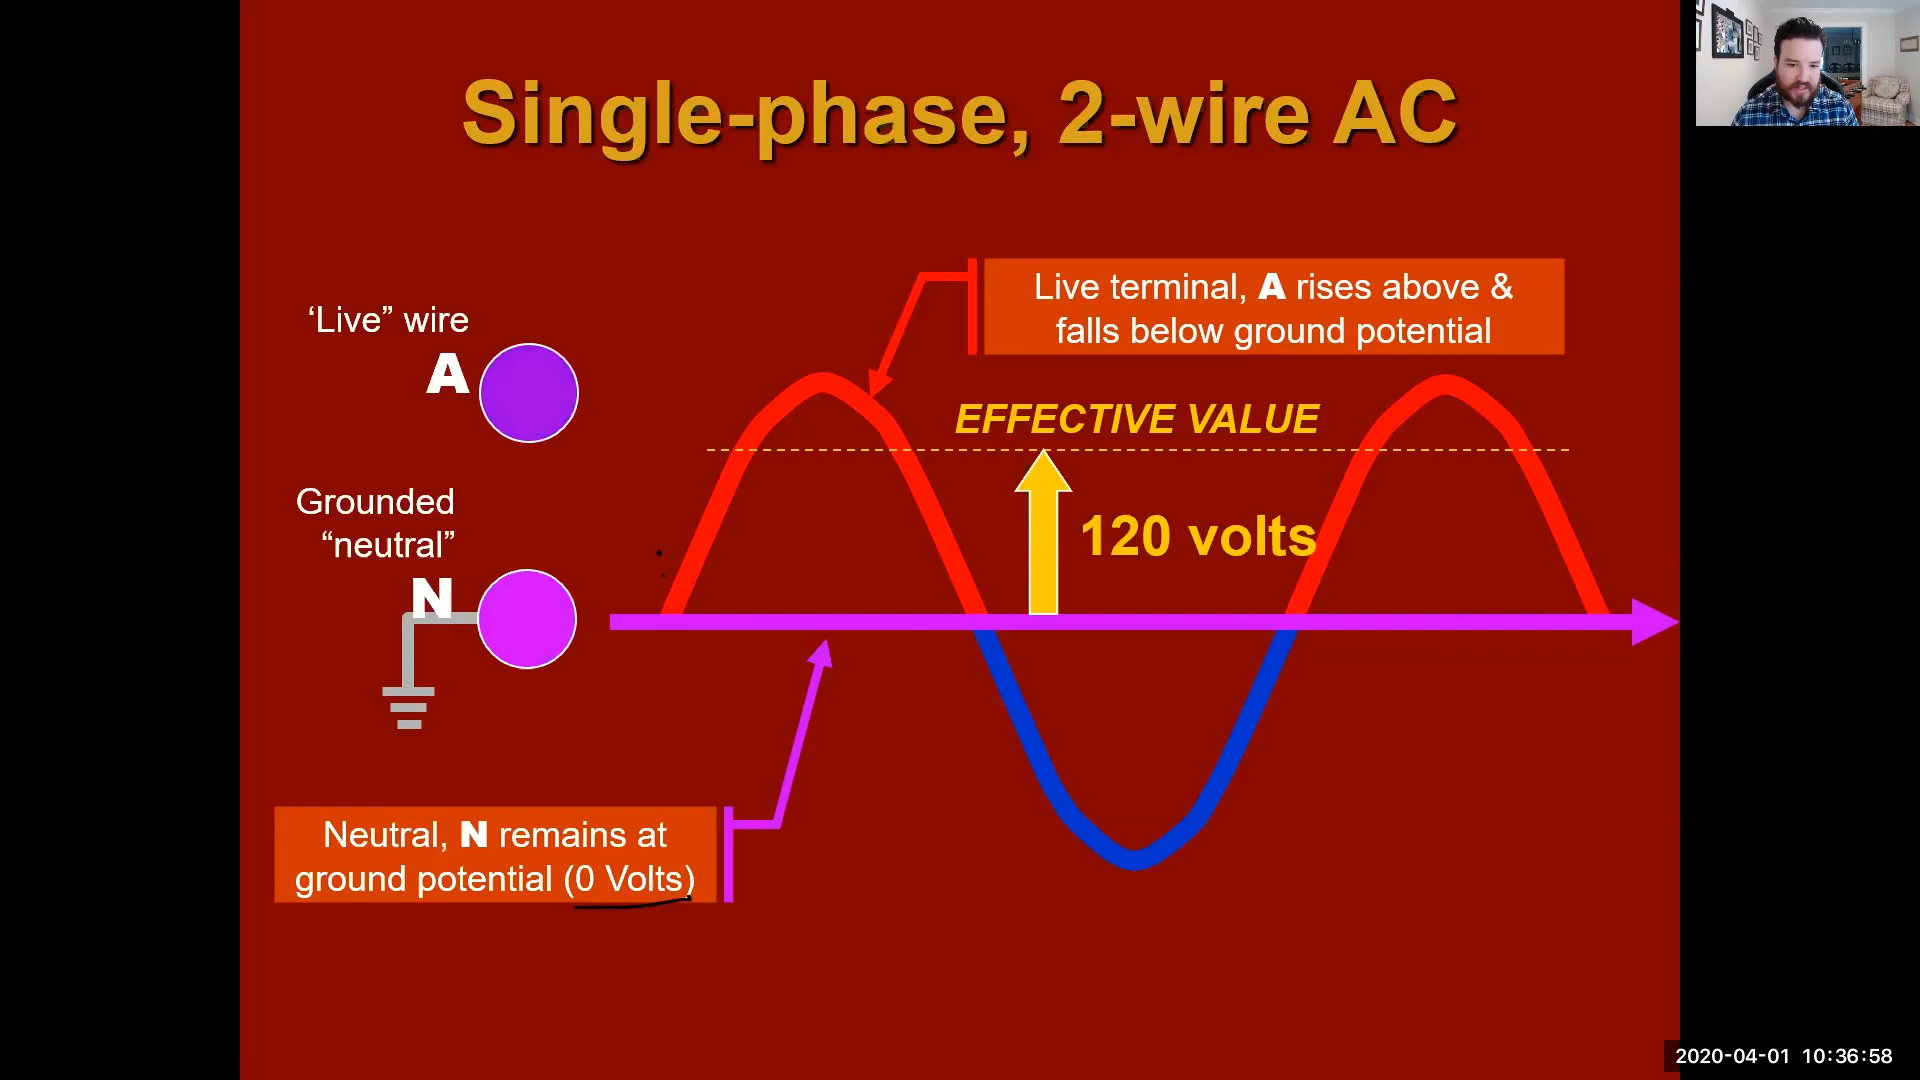 Single-phase, 2-wire AC
‘Live” wire
A
Live terminal, A rises above &
falls below ground potential
EFFECTIVE VALUE
120 volts
Grounded
“neutral”
N
Neutral, N remains at
ground potential (0 Volts)
2020-04-01 10:36:58